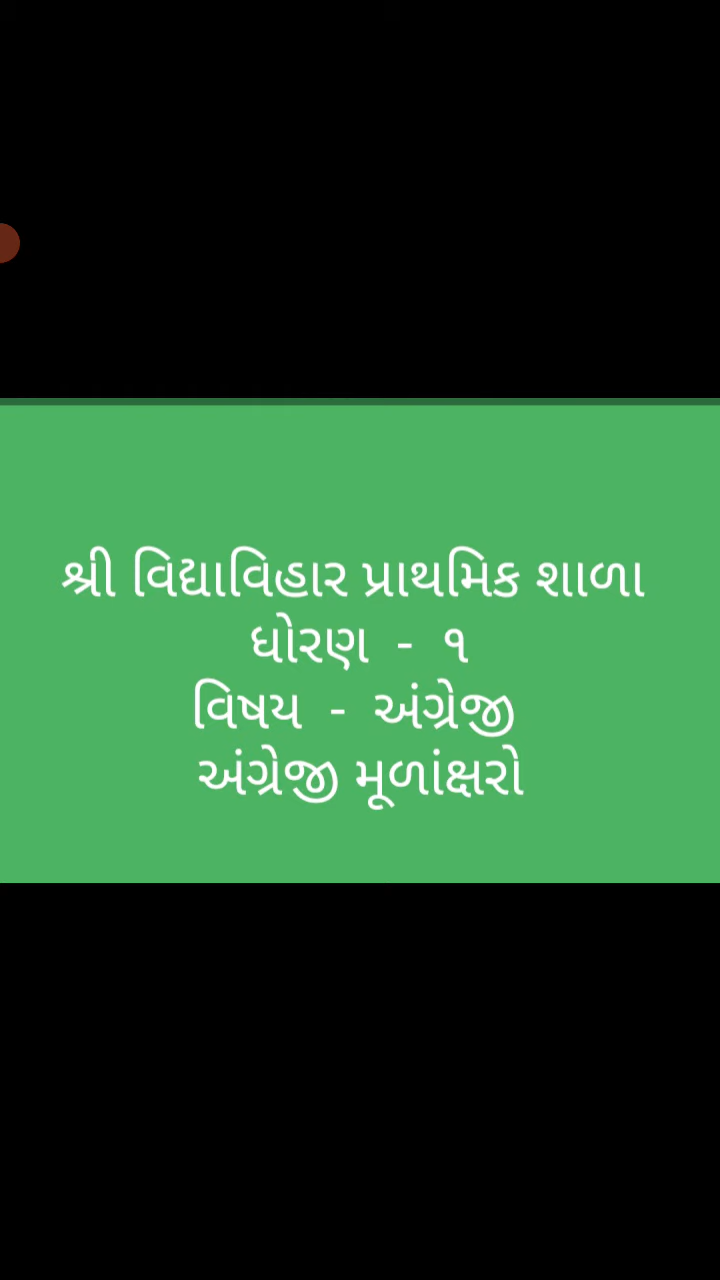 શ્રી વિદ્યાવિહાર પ્રાથમિક શાળા
ધોરણ - ૧
વિષય - અંગ્રેજી
અંગ્રેજી મૂળાંક્ષરો